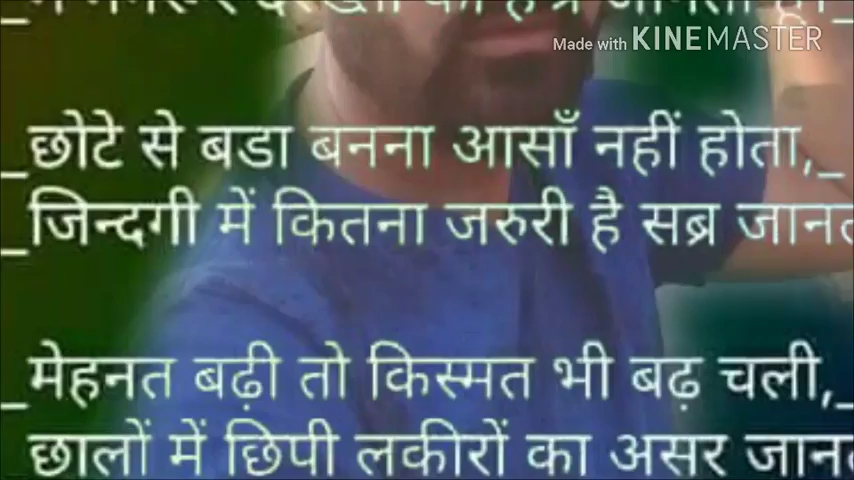 Made with KINEMASTER
_छोटे से बडा बनना आसाँ नहीं होता,_
_जिन्दगी में कितना जरुरी है सब्र
_मेहनत बढ़ी तो किस्मत भी बढ़ चली,_
_छालों में छिपी लकीरों का असर